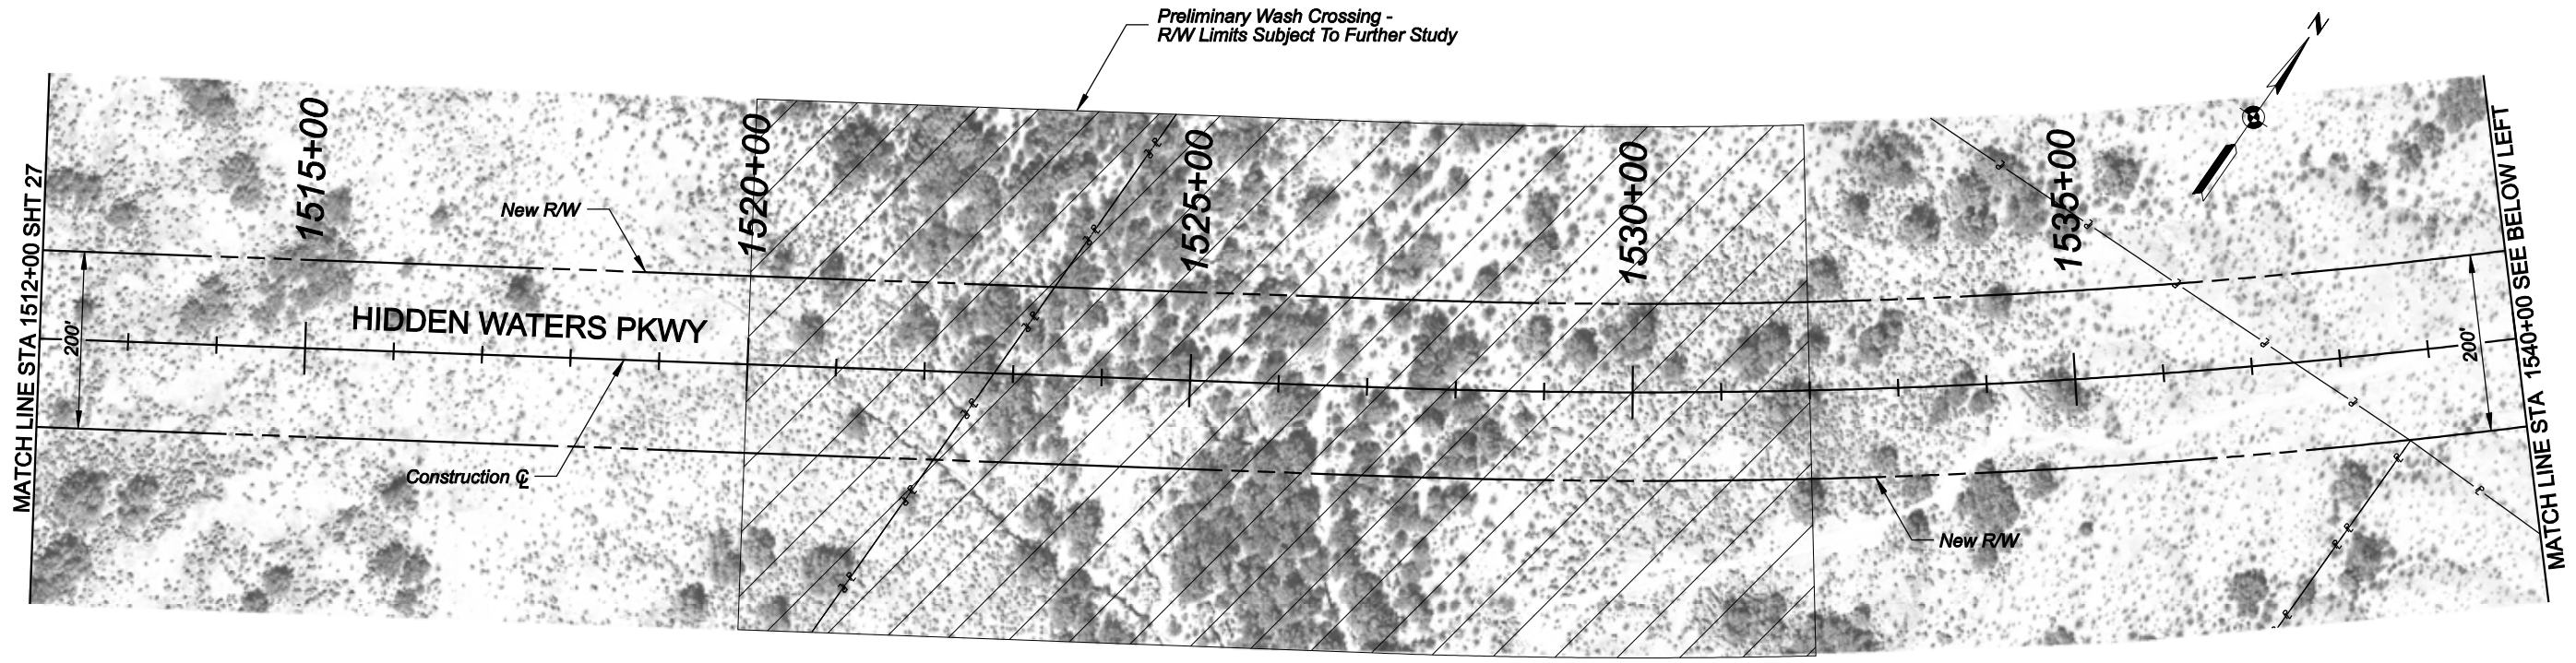 Preliminary Wash Crossing -
R/W Limits Subject To Further Study
N
MATCH LINE STA 1512+00 SHT 27
1515+00
1520+00
1525+00
1530+00
1535+00
MATCH LINE STA 1540+00 SEE BELOW LEFT
New R/W
200'
HIDDEN WATERS PKWY
200'
Construction ℄
New R/W